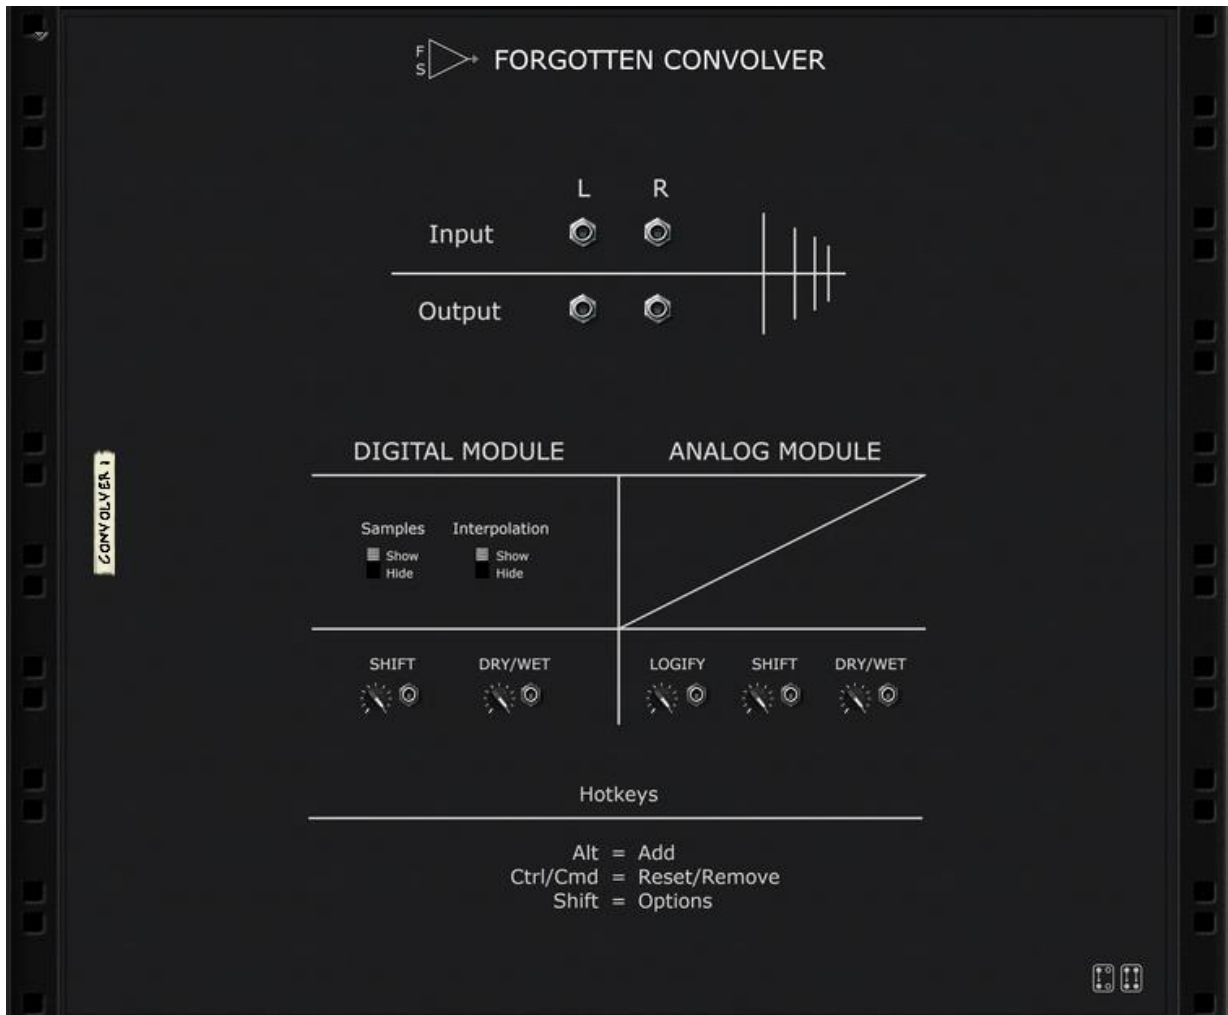 F
S
FORGOTTEN CONVOLVER
L R
Input
Output
DIGITAL MODULE ANALOG MODULE
CONVOLVER 1
Samples Interpolation
Show Show
Hide Hide
SHIFT DRY/WET LOGIFY SHIFT DRY/WET
Hotkeys
Alt = Add
Ctrl/Cmd = Reset/Remove
Shift = Options